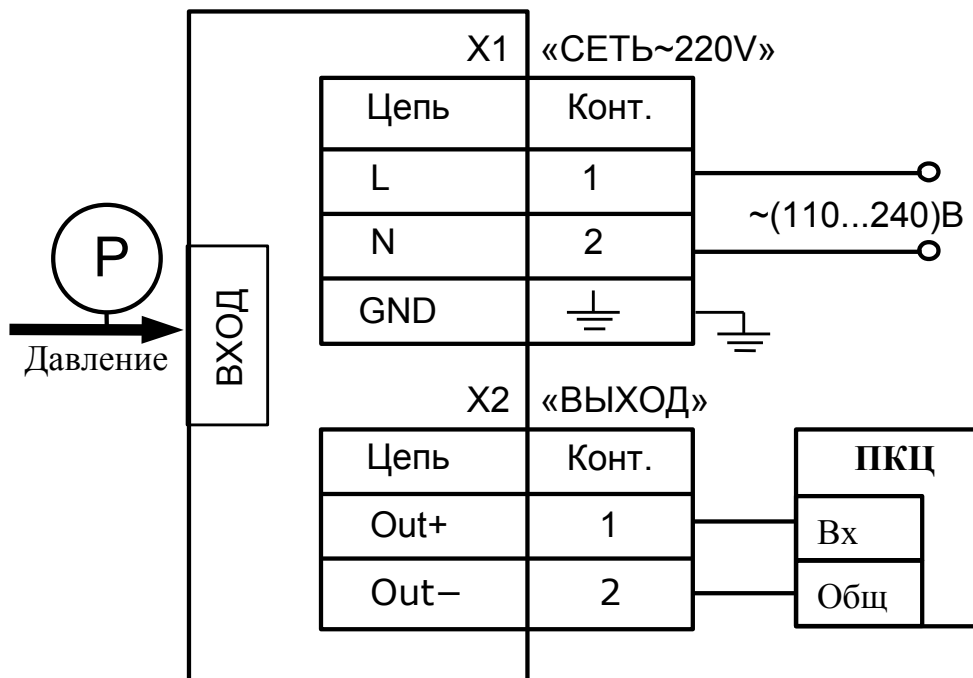 X1 «СЕТЬ~220V»
Цепь Конт.
L 1
N 2
~(110...240)В
GND
P
ВХОД
Давление
X2 «ВЫХОД»
Цепь Конт.
Out+ 1
Out− 2
ПКЦ
Вх
Общ